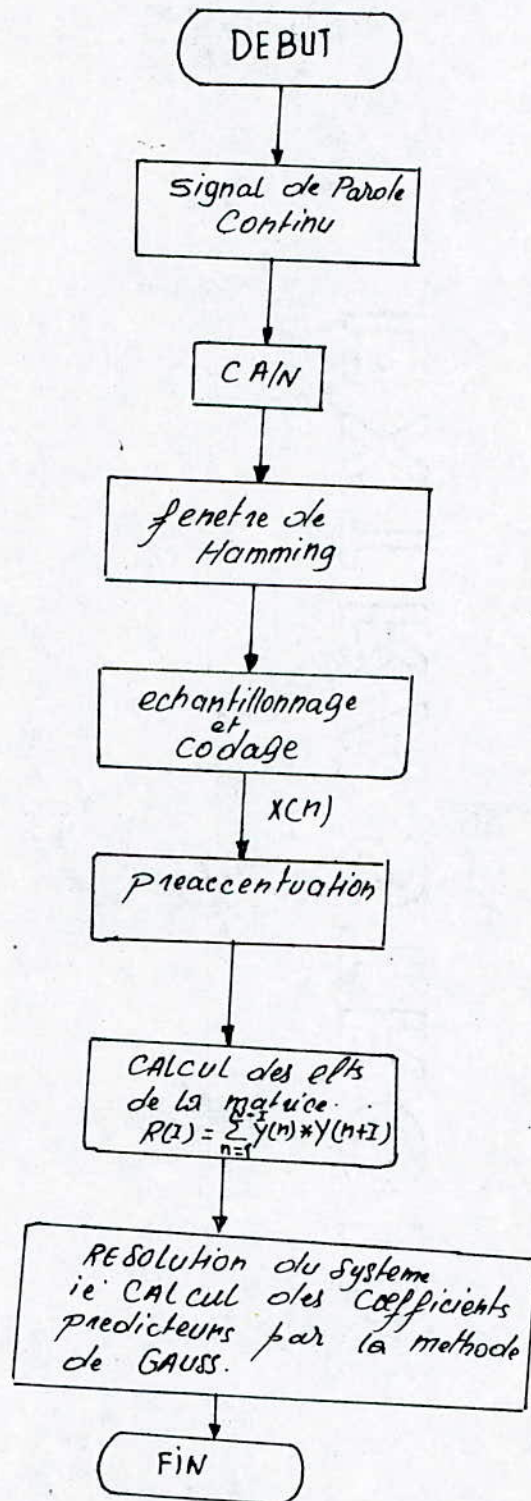 DEBUT
Signal de Parole
Continu
CA/N
fenetre de
Hamming
echantillonnage
et
codage
X(n)
preaccentuation
CALCUL des elts
de la matrice.
N-I
R(I) = ∑ y(n)*Y(n+I)
n=1
RESOLUTION du systeme
ie CALCUL des Coefficients
predicteurs par la methode
de GAUSS.
FIN